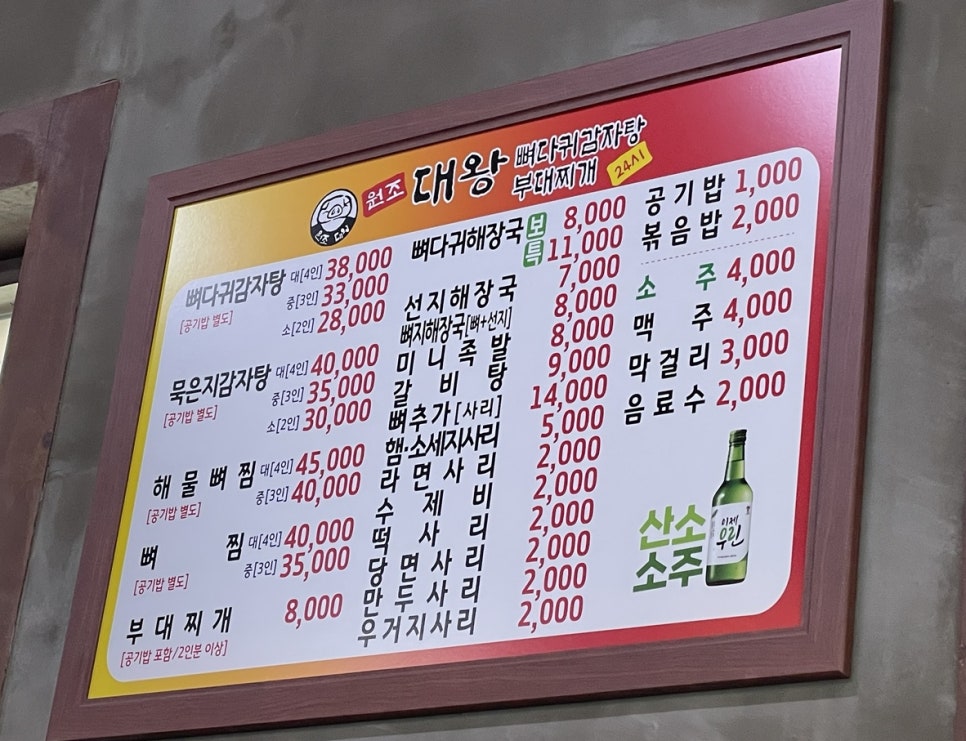 원조 대왕 뼈다귀감자탕
부대찌개 24시
원조 대왕
뼈다귀감자탕 대[4인] 38,000
[공기밥 별도] 중[3인] 33,000
소[2인] 28,000
묵은지감자탕 대[4인] 40,000
[공기밥 별도] 중[3인] 35,000
소[2인] 30,000
해물뼈찜 대[4인] 45,000
[공기밥 별도] 중[3인] 40,000
뼈찜 대[4인] 40,000
[공기밥 별도] 중[3인] 35,000
부대찌개 8,000
[공기밥 포함/2인분 이상]
뼈다귀해장국 보 8,000
특 11,000
선지해장국 7,000
뼈지해장국[뼈+선지] 8,000
미니족발 8,000
갈비탕 9,000
뼈추가[사리] 14,000
햄·소세지사리 5,000
라면사리 2,000
수제비 2,000
떡사리 2,000
당면사리 2,000
만두사리 2,000
우거지사리 2,000
공기밥 1,000
볶음밥 2,000
소주 4,000
맥주 4,000
막걸리 3,000
음료수 2,000
산소
소주
이제
우린